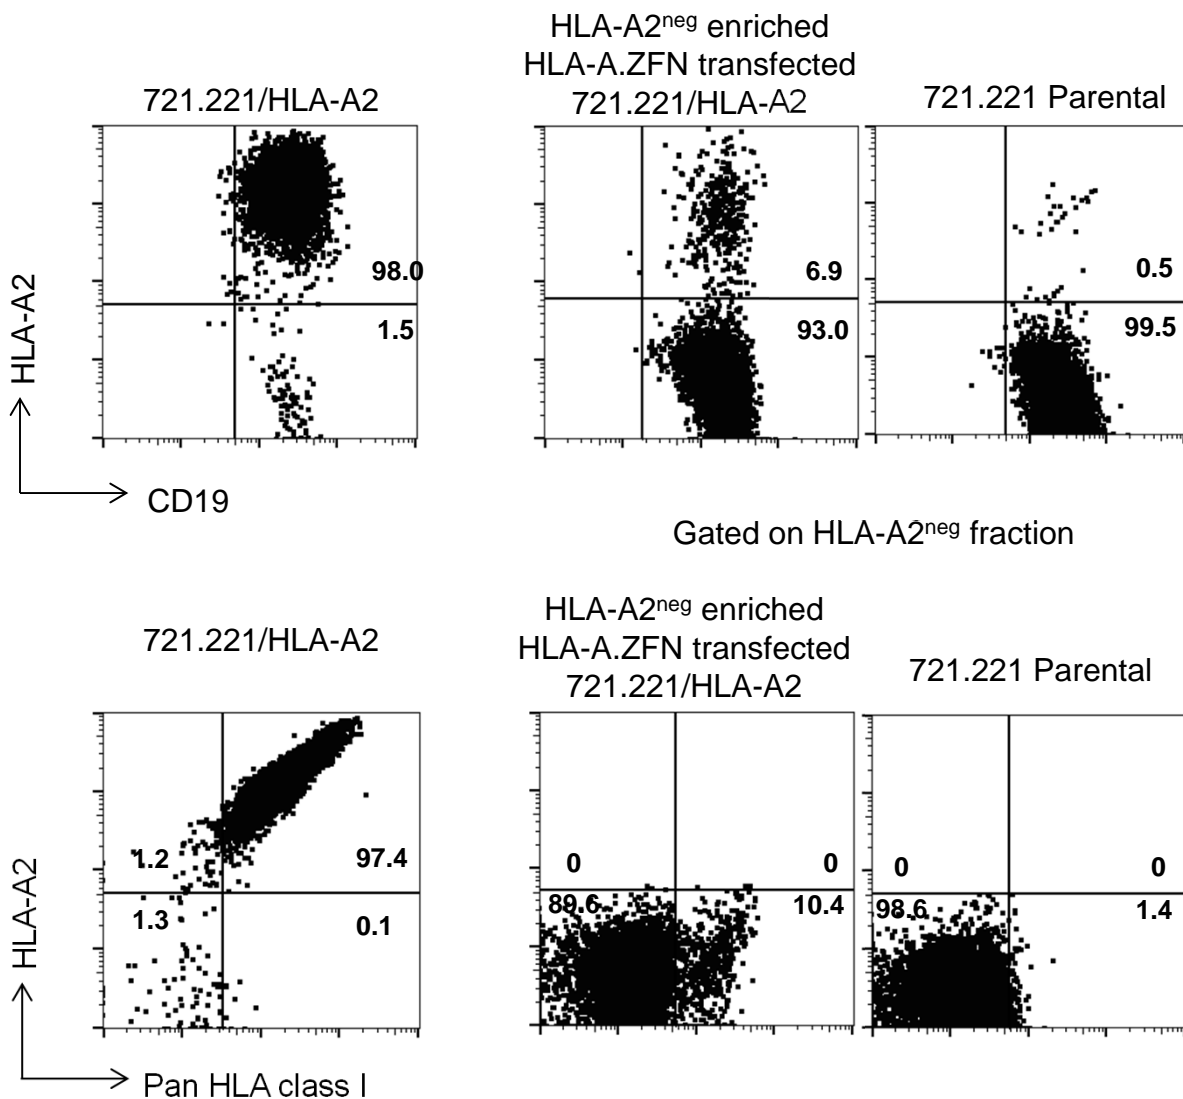 HLA-A2neg enriched
HLA-A.ZFN transfected
721.221/HLA-A2
721.221/HLA-A2
721.221 Parental
98.0
1.5
6.9
93.0
0.5
99.5
HLA-A2
CD19
Gated on HLA-A2neg fraction
721.221/HLA-A2
HLA-A2neg enriched
HLA-A.ZFN transfected
721.221/HLA-A2
721.221 Parental
1.2
97.4
1.3
0.1
0
0
89.6
10.4
0
0
98.6
1.4
HLA-A2
Pan HLA class I